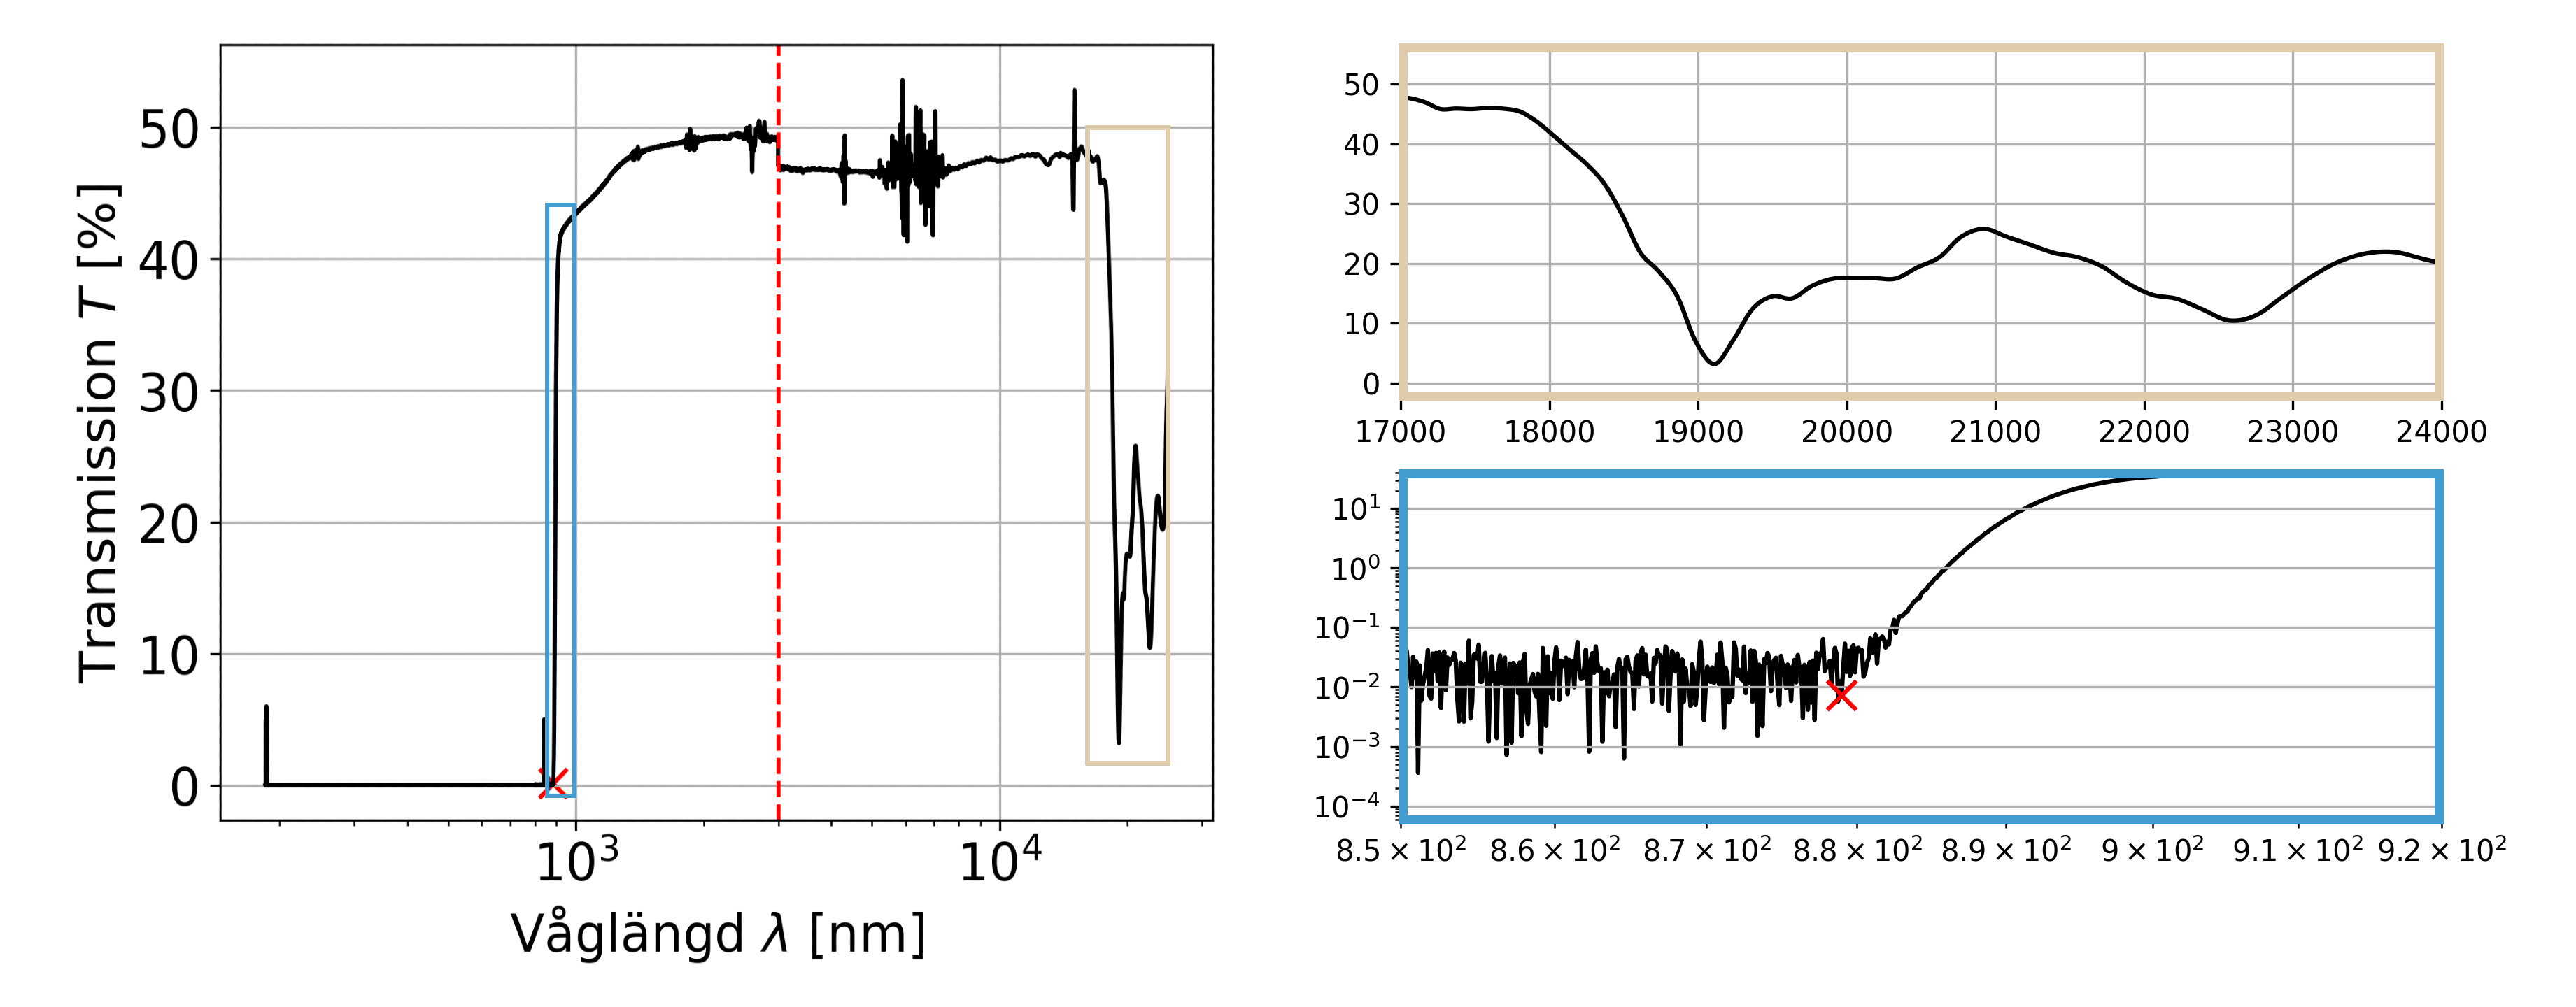 Transmission T [%]
50
40
30
20
10
0
10³
10⁴
Våglängd λ [nm]
50
40
30
20
10
0
17000
18000
19000
20000
21000
22000
23000
24000
10¹
10⁰
10⁻¹
10⁻²
10⁻³
10⁻⁴
8.5 × 10²
8.6 × 10²
8.7 × 10²
8.8 × 10²
8.9 × 10²
9 × 10²
9.1 × 10²
9.2 × 10²